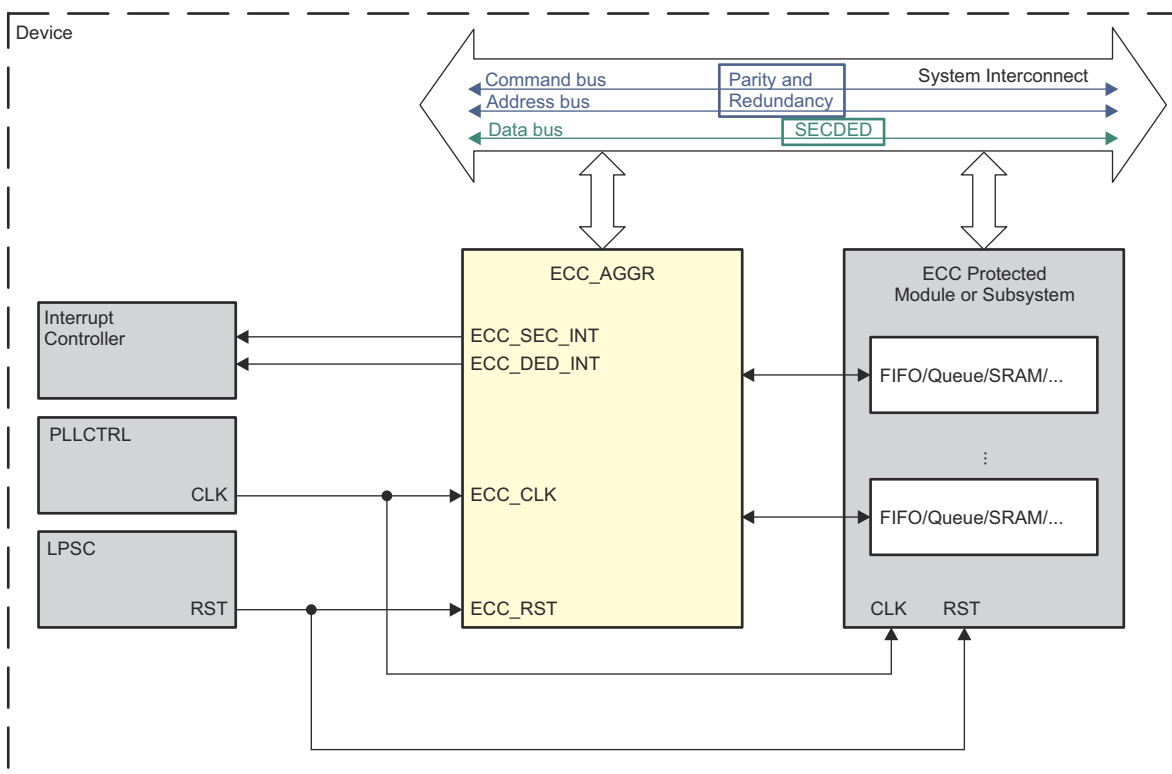 Device
Command bus
Parity and
System Interconnect
Address bus
Redundancy
Data bus
SECDED
ECC_AGGR
ECC Protected
Module or Subsystem
Interrupt
Controller
ECC_SEC_INT
ECC_DED_INT
FIFO/Queue/SRAM/...
PLLCTRL
...
CLK
ECC_CLK
FIFO/Queue/SRAM/...
LPSC
RST
ECC_RST
CLK
RST